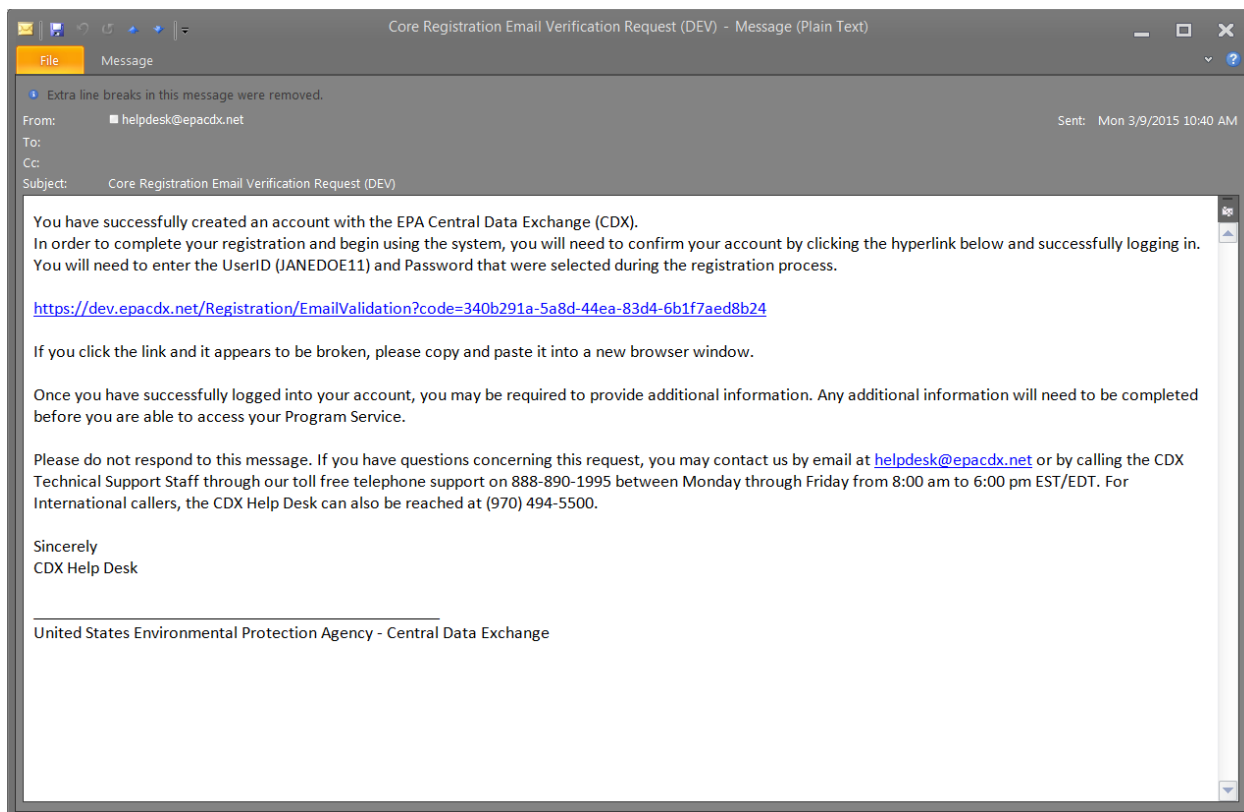 Core Registration Email Verification Request (DEV) - Message (Plain Text)
File Message
Extra line breaks in this message were removed.
From: helpdesk@epacdx.net Sent: Mon 3/9/2015 10:40 AM
To:
Cc:
Subject: Core Registration Email Verification Request (DEV)
You have successfully created an account with the EPA Central Data Exchange (CDX).
In order to complete your registration and begin using the system, you will need to confirm your account by clicking the hyperlink below and successfully logging in.
You will need to enter the UserID (JANEDOE11) and Password that were selected during the registration process.
https://dev.epacdx.net/Registration/EmailValidation?code=340b291a-5a8d-44ea-83d4-6b1f7aed8b24
If you click the link and it appears to be broken, please copy and paste it into a new browser window.
Once you have successfully logged into your account, you may be required to provide additional information. Any additional information will need to be completed
before you are able to access your Program Service.
Please do not respond to this message. If you have questions concerning this request, you may contact us by email at helpdesk@epacdx.net or by calling the CDX
Technical Support Staff through our toll free telephone support on 888-890-1995 between Monday through Friday from 8:00 am to 6:00 pm EST/EDT. For
International callers, the CDX Help Desk can also be reached at (970) 494-5500.
Sincerely
CDX Help Desk
United States Environmental Protection Agency - Central Data Exchange